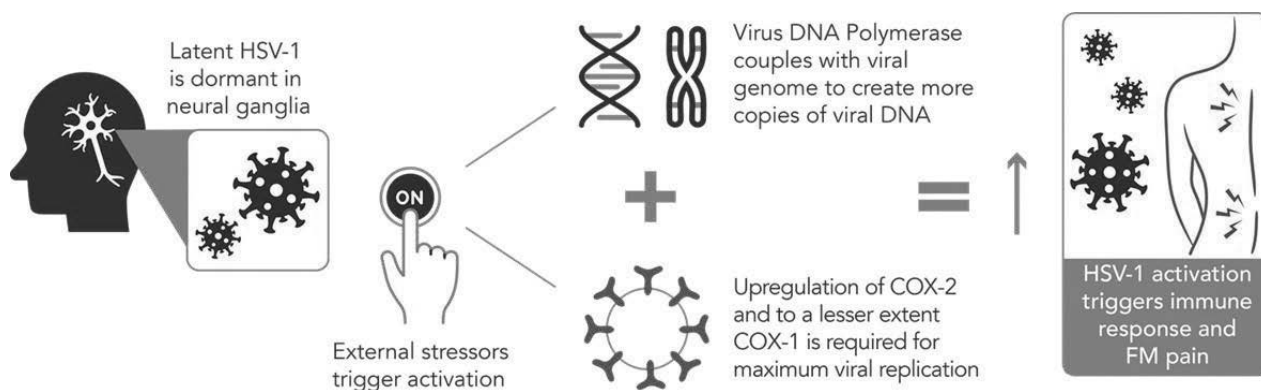 Latent HSV-1
is dormant in
neural ganglia
ON
External stressors
trigger activation
Virus DNA Polymerase
couples with viral
genome to create more
copies of viral DNA
+
Upregulation of COX-2
and to a lesser extent
COX-1 is required for
maximum viral replication
=
HSV-1 activation
triggers immune
response and
FM pain